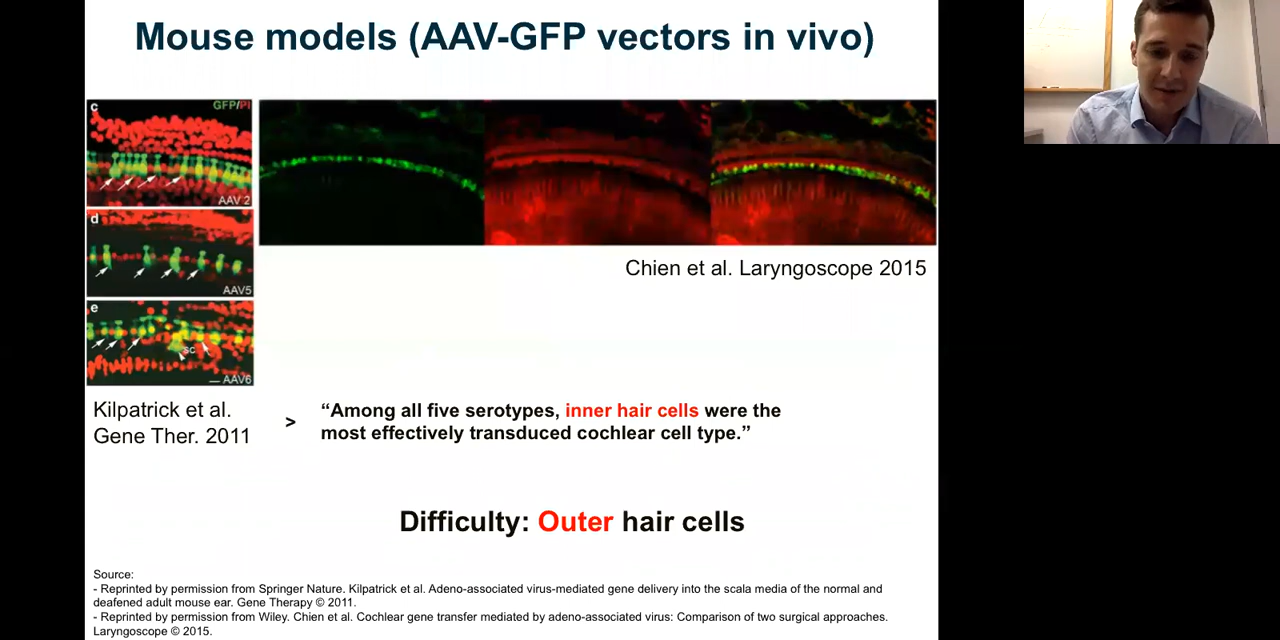 Mouse models (AAV-GFP vectors in vivo)
c
GFP/PI
AAV 2
d
AAV5
e
sc
AAV6
Chien et al. Laryngoscope 2015
Kilpatrick et al.
Gene Ther. 2011
>
“Among all five serotypes, inner hair cells were the
most effectively transduced cochlear cell type.”
Difficulty: Outer hair cells
Source:
- Reprinted by permission from Springer Nature. Kilpatrick et al. Adeno-associated virus-mediated gene delivery into the scala media of the normal and
deafened adult mouse ear. Gene Therapy © 2011.
- Reprinted by permission from Wiley. Chien et al. Cochlear gene transfer mediated by adeno-associated virus: Comparison of two surgical approaches.
Laryngoscope © 2015.